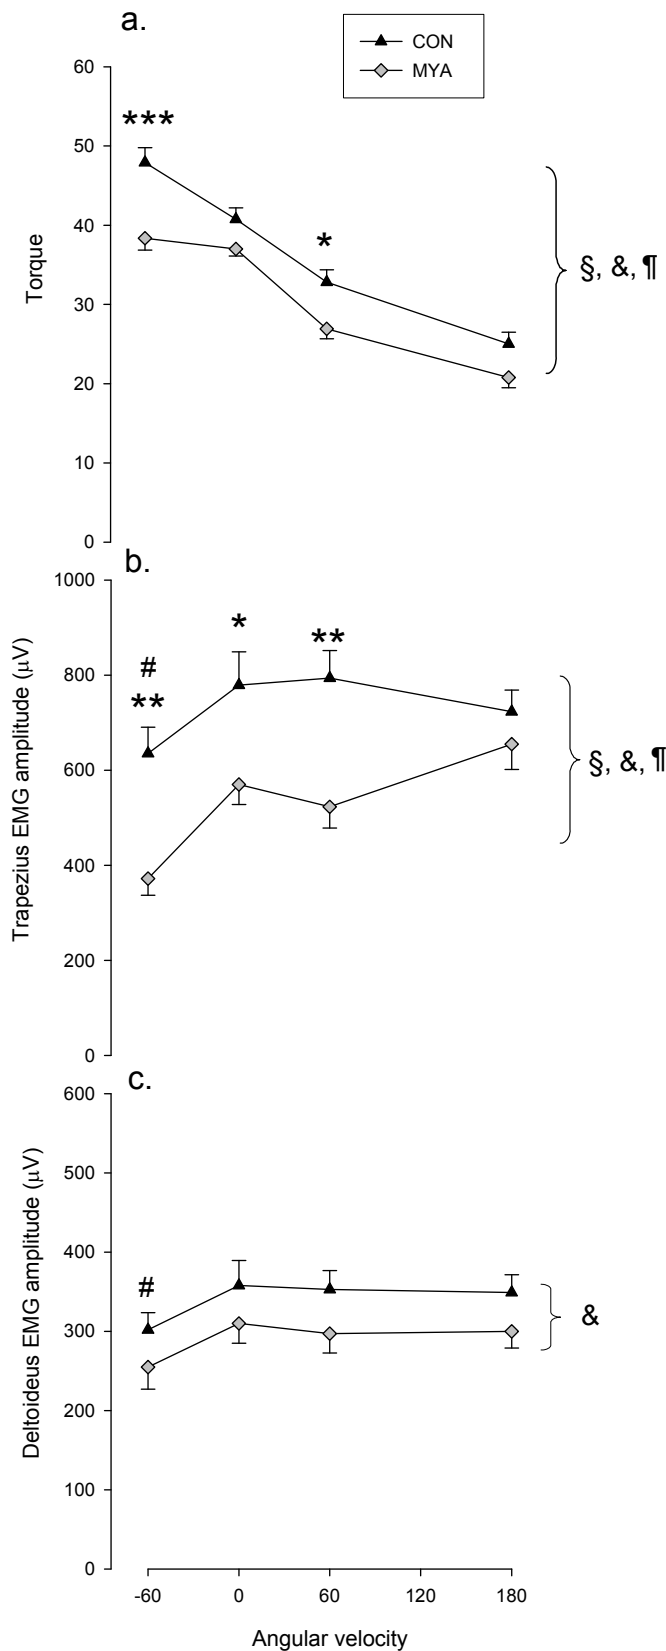 a.
CON
MYA
60
50
40
30
20
10
0
Torque
***
*
§, &, ¶
b.
1000
800
600
400
200
0
Trapezius EMG amplitude (μV)
#
**
*
**
§, &, ¶
c.
600
500
400
300
200
100
0
Deltoideus EMG amplitude (μV)
#
&
-60 0 60 120 180
Angular velocity